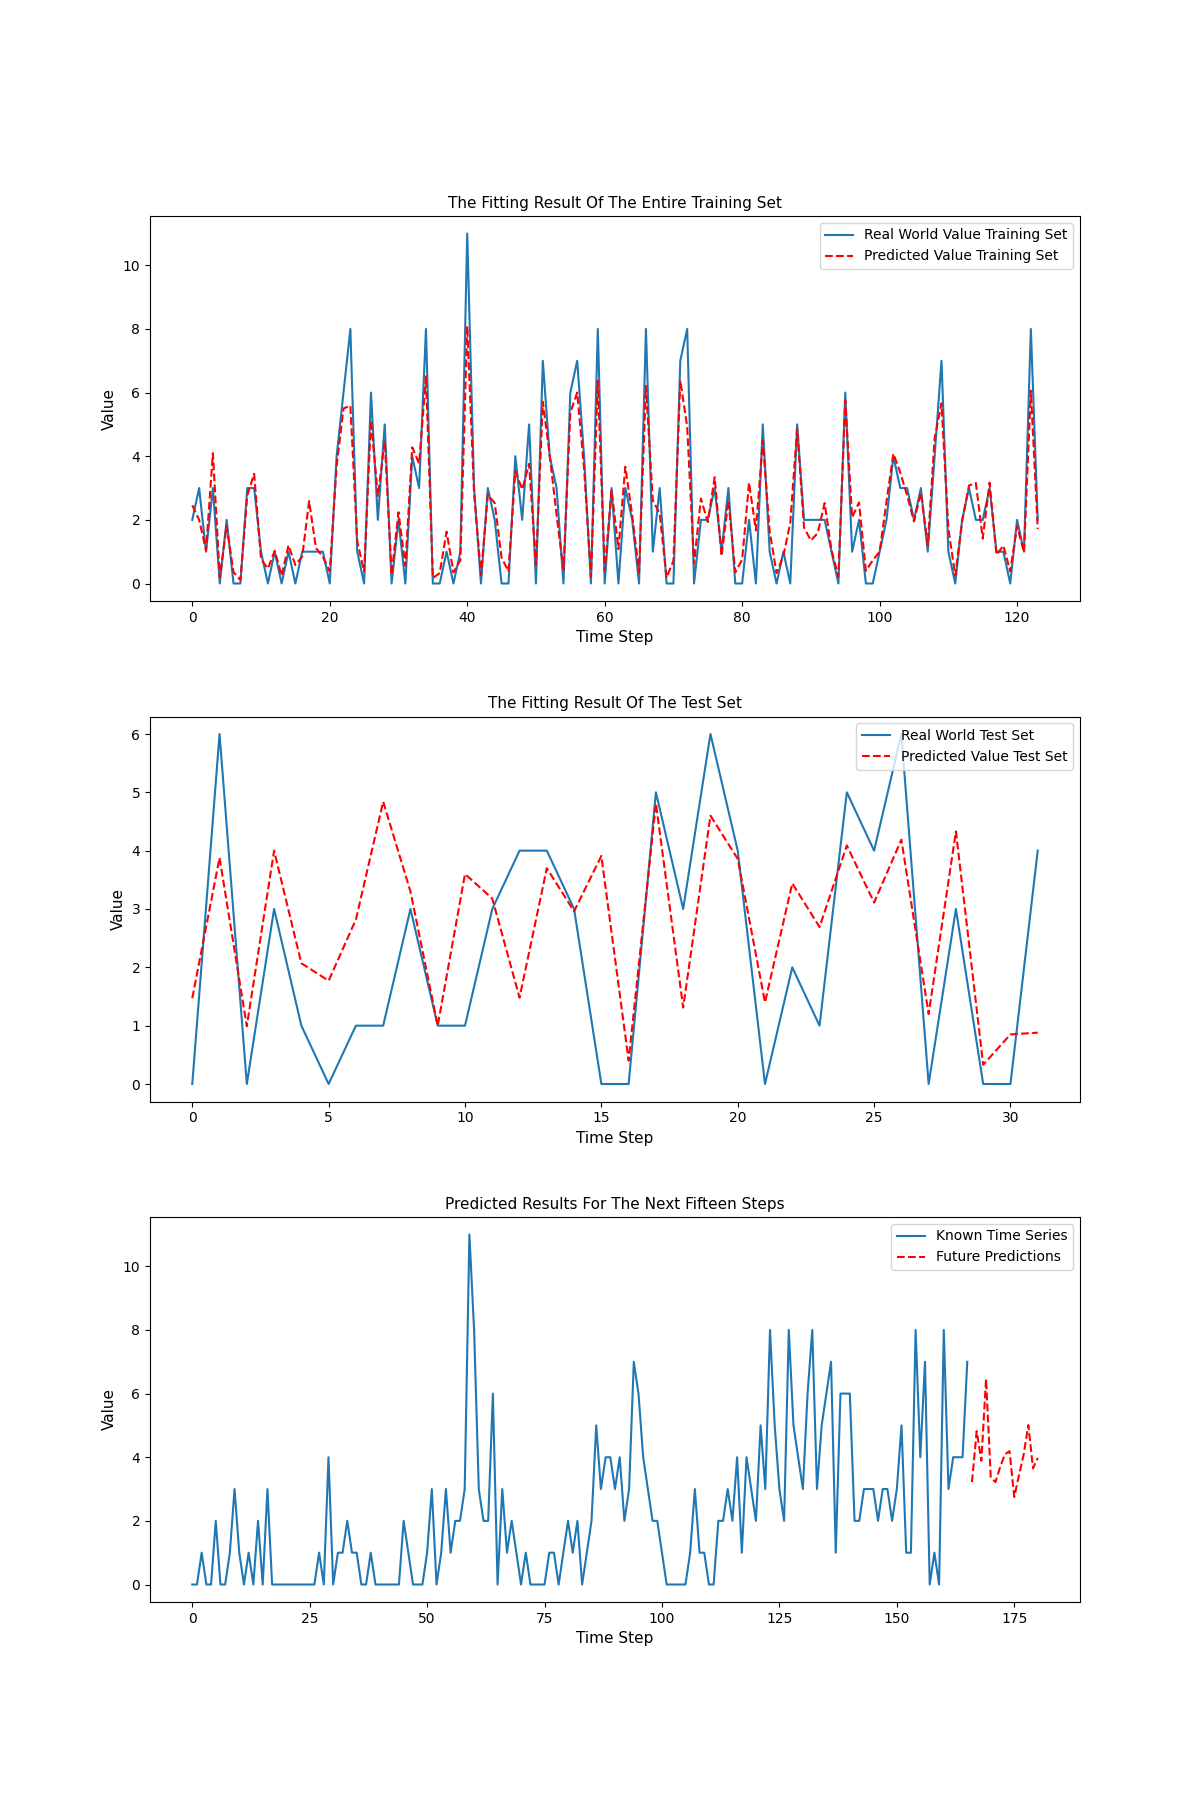 The Fitting Result Of The Entire Training Set
Real World Value Training Set
Predicted Value Training Set
Value
10
8
6
4
2
0
0 20 40 60 80 100 120
Time Step
The Fitting Result Of The Test Set
Real World Test Set
Predicted Value Test Set
Value
6
5
4
3
2
1
0
0 5 10 15 20 25 30
Time Step
Predicted Results For The Next Fifteen Steps
Known Time Series
Future Predictions
Value
10
8
6
4
2
0
0 25 50 75 100 125 150 175
Time Step